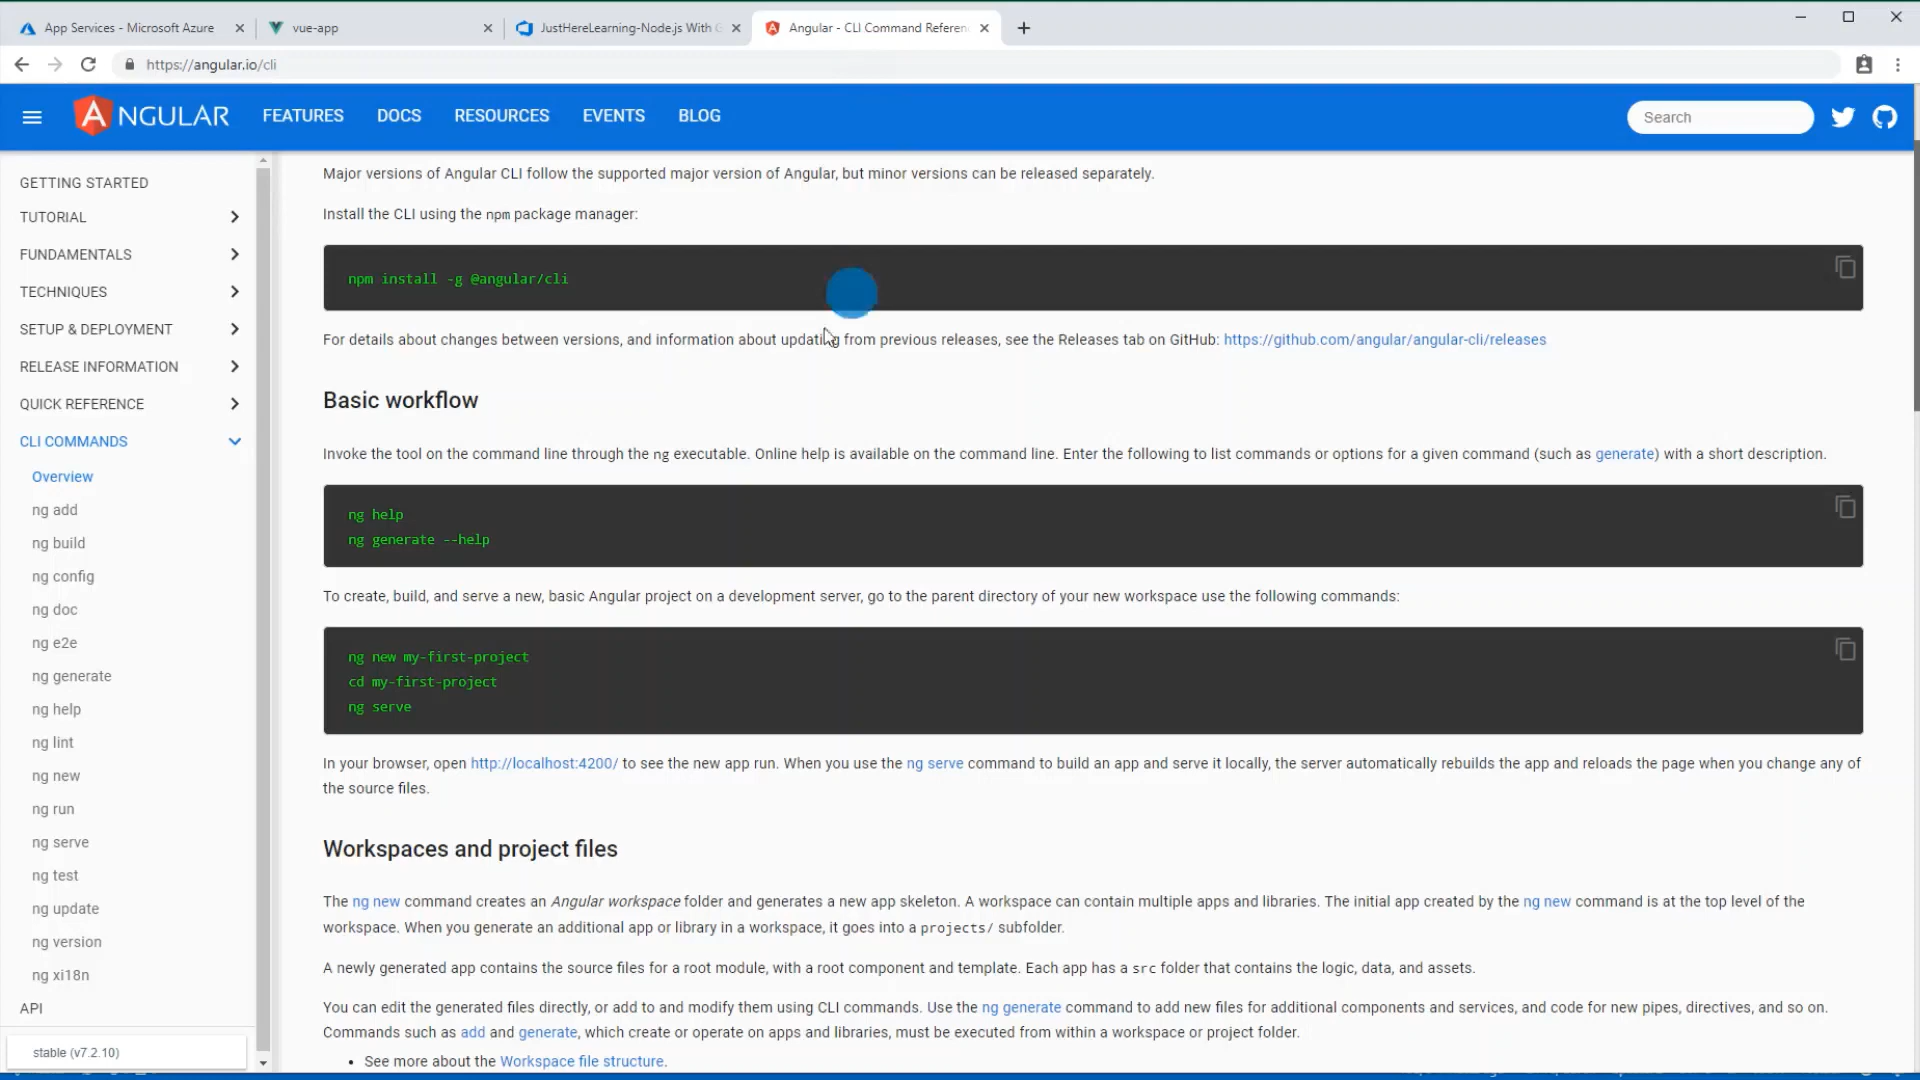 App Services - Microsoft Azure
vue-app
JustHereLearning-Node.js With G
Angular - CLI Command Referen
https://angular.io/cli
ANGULAR
FEATURES
DOCS
RESOURCES
EVENTS
BLOG
Search
GETTING STARTED
TUTORIAL
FUNDAMENTALS
TECHNIQUES
SETUP & DEPLOYMENT
RELEASE INFORMATION
QUICK REFERENCE
CLI COMMANDS
Overview
ng add
ng build
ng config
ng doc
ng e2e
ng generate
ng help
ng lint
ng new
ng run
ng serve
ng test
ng update
ng version
ng xi18n
API
stable (v7.2.10)
Major versions of Angular CLI follow the supported major version of Angular, but minor versions can be released separately.
Install the CLI using the npm package manager:
npm install -g @angular/cli
For details about changes between versions, and information about updating from previous releases, see the Releases tab on GitHub: https://github.com/angular/angular-cli/releases
Basic workflow
Invoke the tool on the command line through the ng executable. Online help is available on the command line. Enter the following to list commands or options for a given command (such as generate) with a short description.
ng help
ng generate --help
To create, build, and serve a new, basic Angular project on a development server, go to the parent directory of your new workspace use the following commands:
ng new my-first-project
cd my-first-project
ng serve
In your browser, open http://localhost:4200/ to see the new app run. When you use the ng serve command to build an app and serve it locally, the server automatically rebuilds the app and reloads the page when you change any of
the source files.
Workspaces and project files
The ng new command creates an Angular workspace folder and generates a new app skeleton. A workspace can contain multiple apps and libraries. The initial app created by the ng new command is at the top level of the
workspace. When you generate an additional app or library in a workspace, it goes into a projects/ subfolder.
A newly generated app contains the source files for a root module, with a root component and template. Each app has a src folder that contains the logic, data, and assets.
You can edit the generated files directly, or add to and modify them using CLI commands. Use the ng generate command to add new files for additional components and services, and code for new pipes, directives, and so on.
Commands such as add and generate, which create or operate on apps and libraries, must be executed from within a workspace or project folder.
• See more about the Workspace file structure.